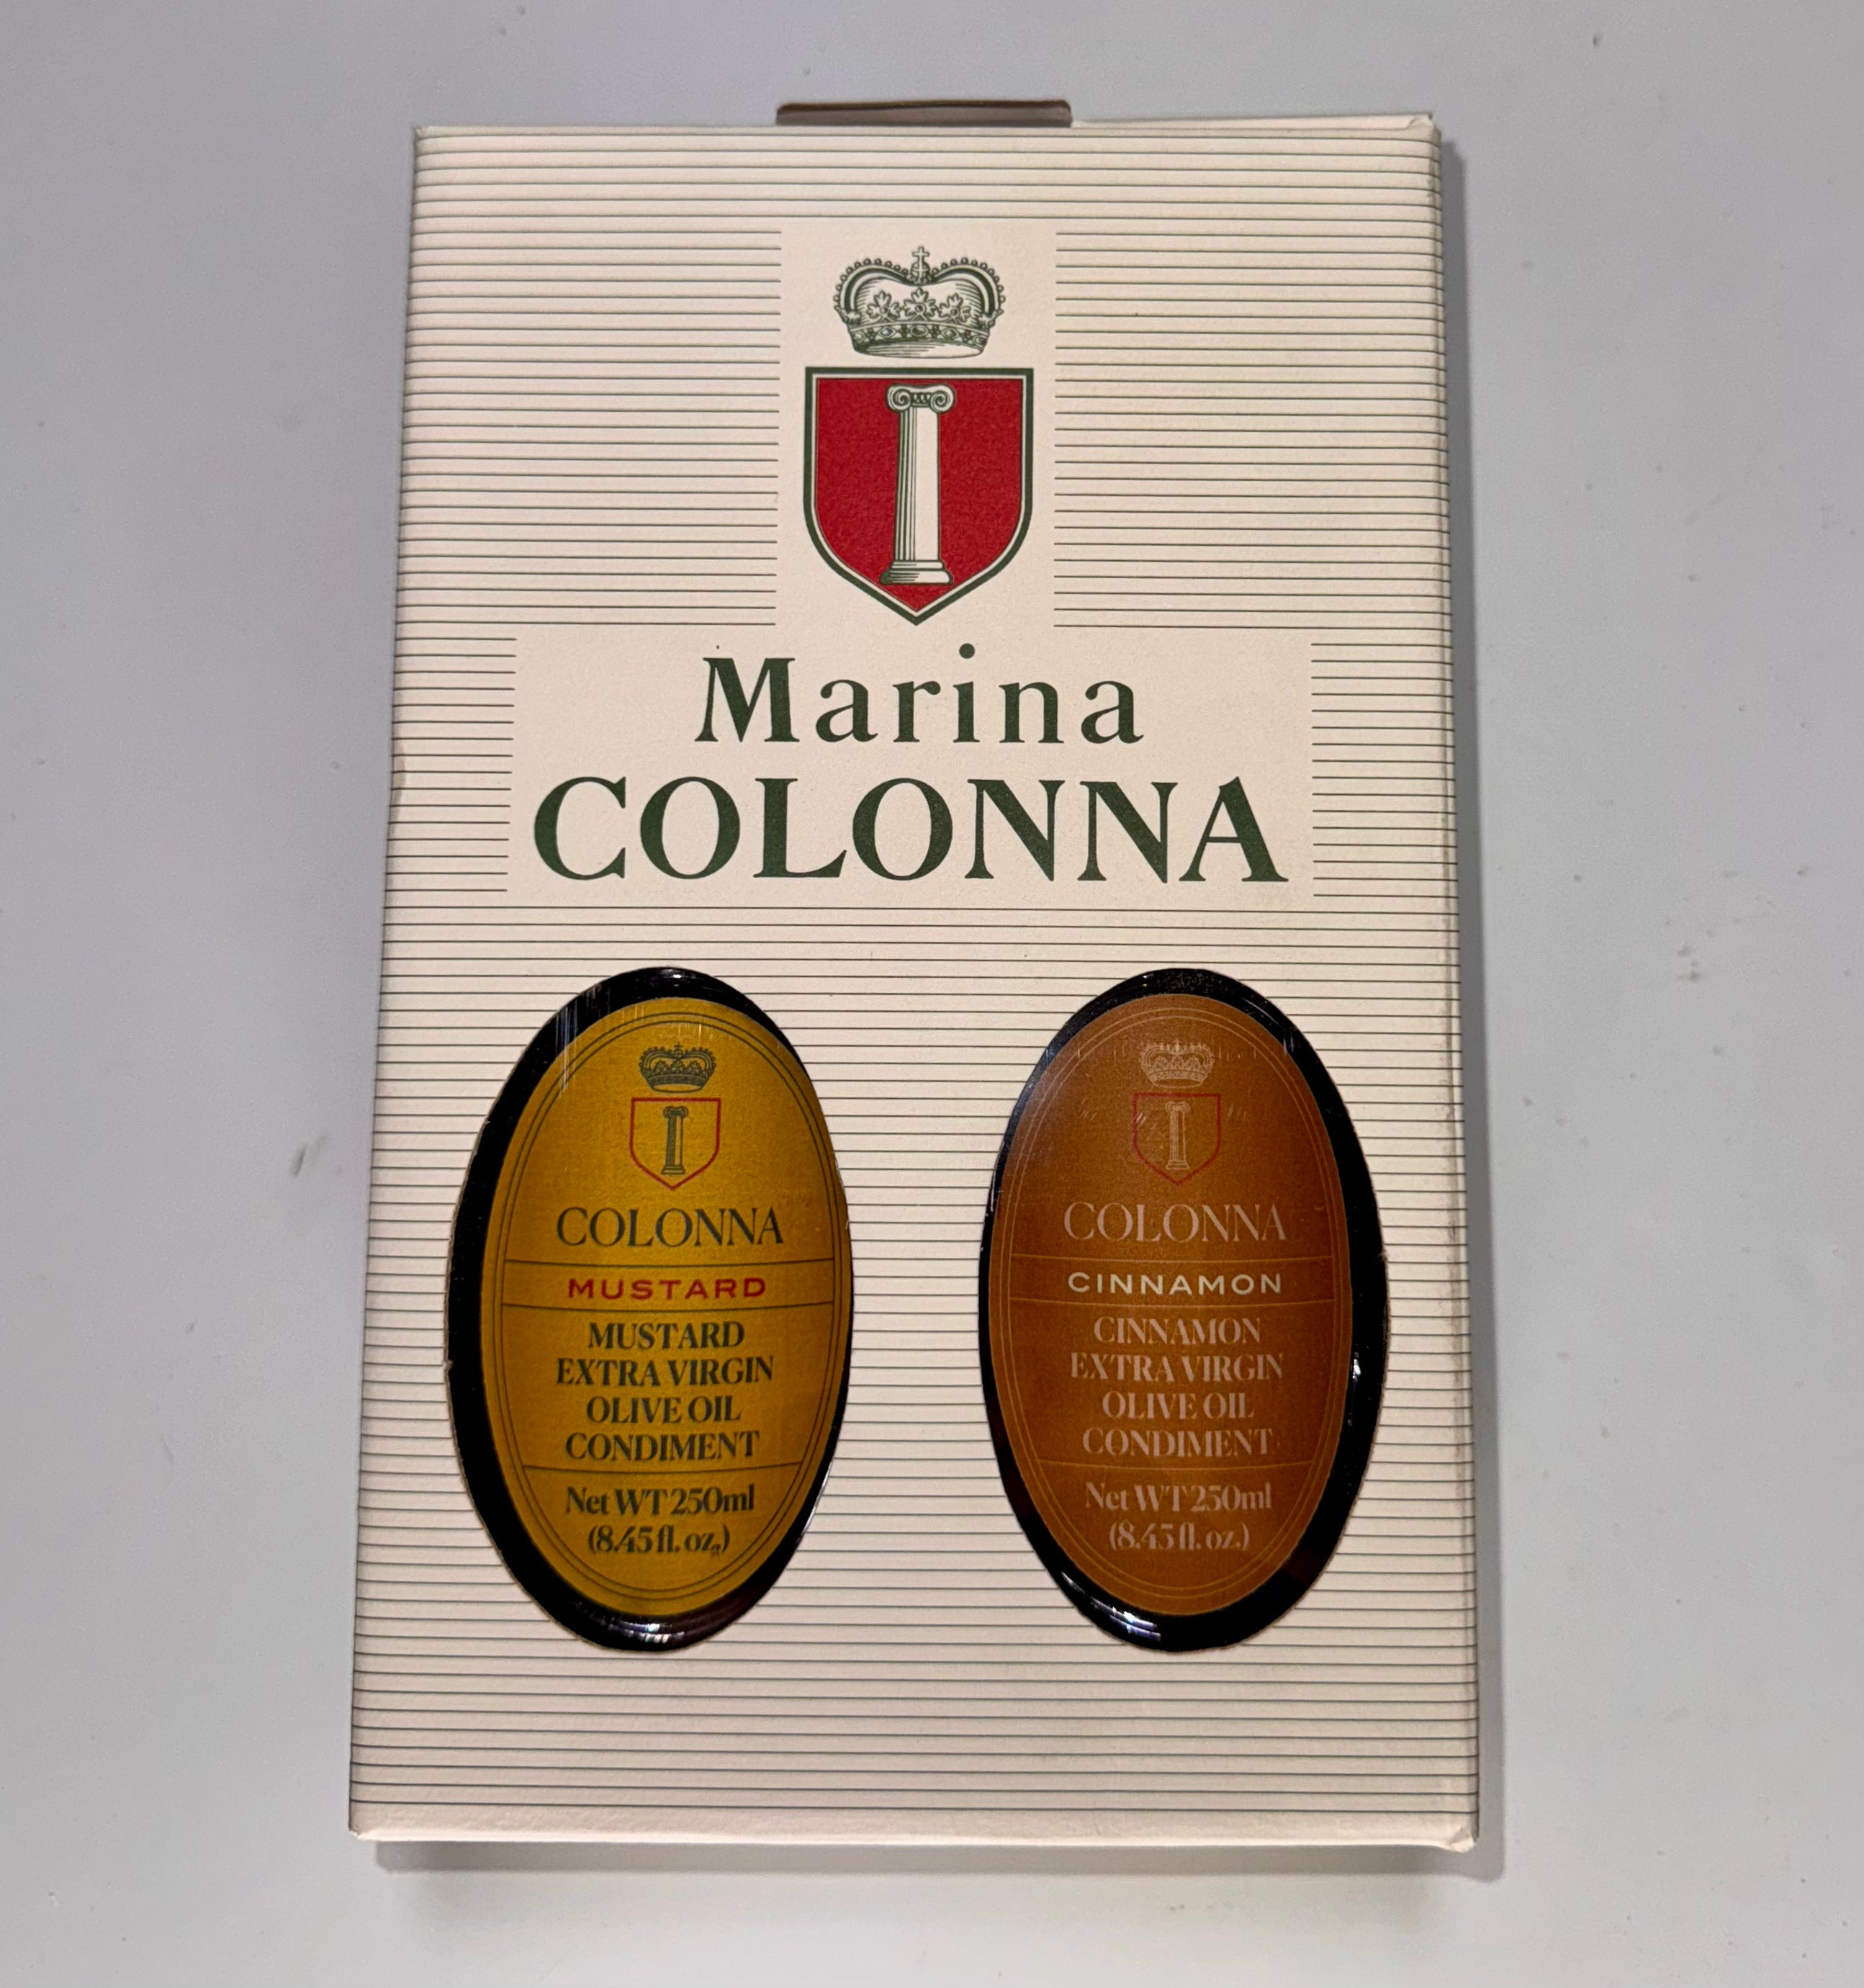 Marina
COLONNA
COLONNA
MUSTARD
MUSTARD
EXTRA VIRGIN
OLIVE OIL
CONDIMENT
Net WT 250ml
(8.45 fl. oz.)
COLONNA
CINNAMON
CINNAMON
EXTRA VIRGIN
OLIVE OIL
CONDIMENT
Net WT 250ml
(8.45 fl. oz.)